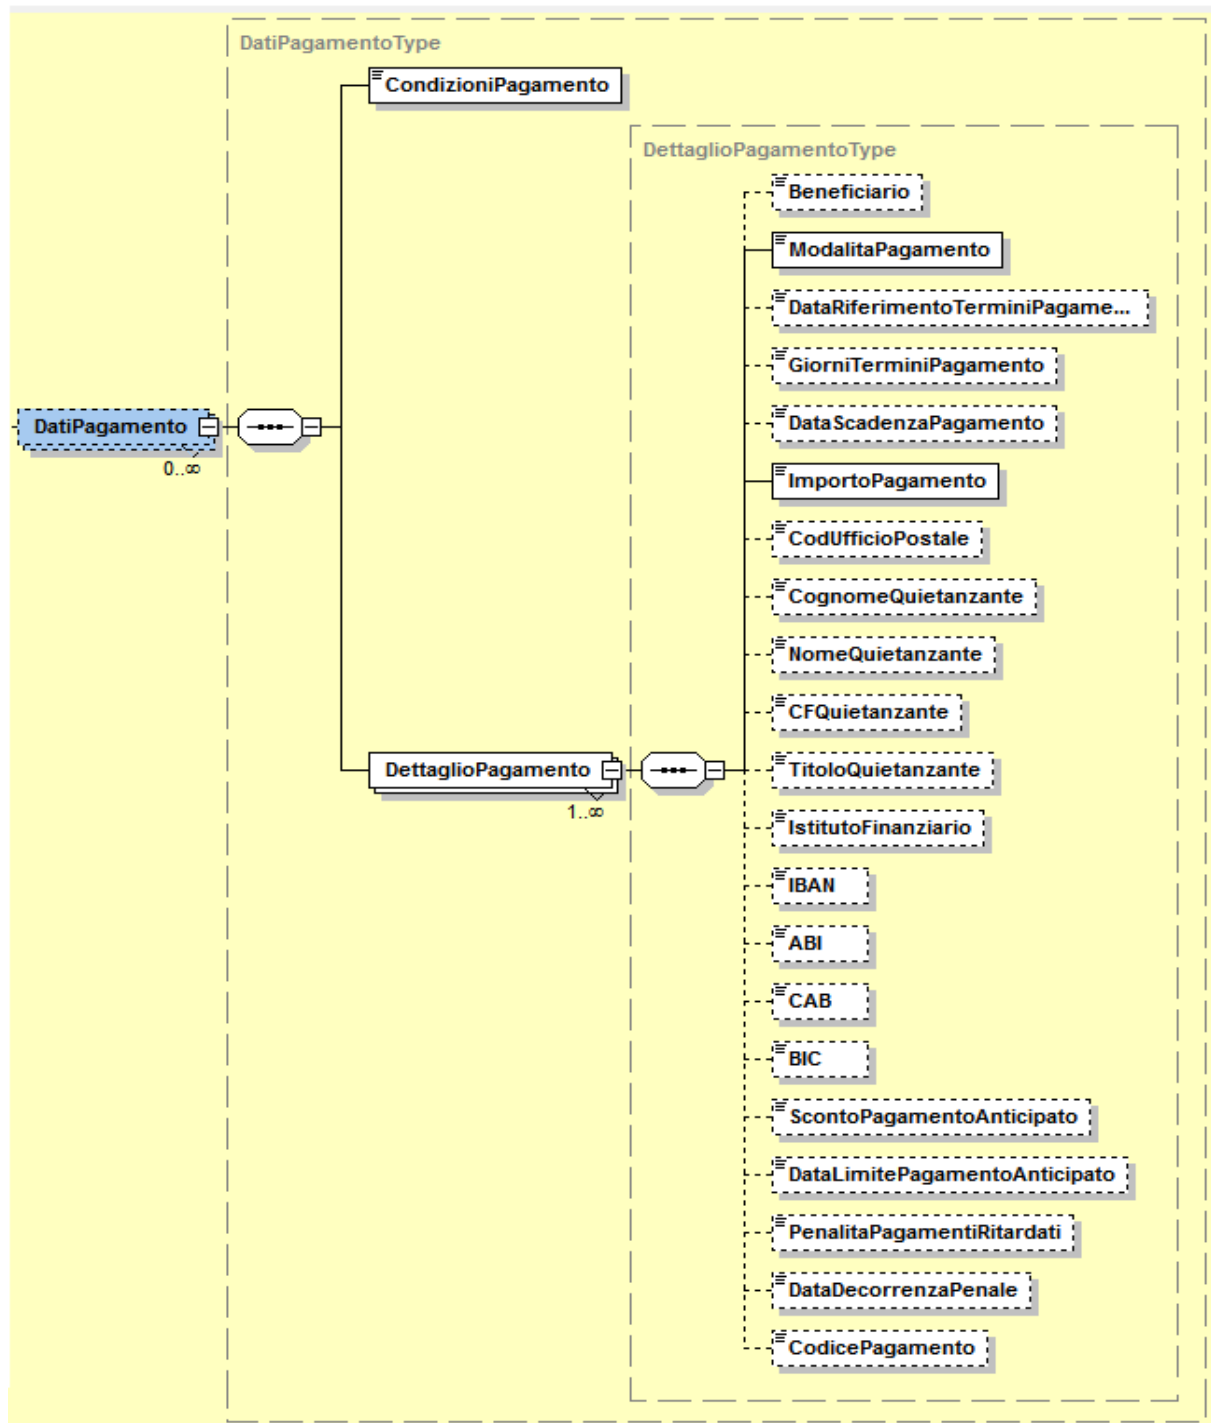 DatiPagamentoType
CondizioniPagamento
DettaglioPagamentoType
Beneficiario
ModalitaPagamento
DataRiferimentoTerminiPagame...
GiorniTerminiPagamento
DataScadenzaPagamento
DatiPagamento
0..∞
ImportoPagamento
CodUfficioPostale
CognomeQuietanzante
NomeQuietanzante
CFQuietanzante
DettaglioPagamento
1..∞
TitoloQuietanzante
IstitutoFinanziario
IBAN
ABI
CAB
BIC
ScontoPagamentoAnticipato
DataLimitePagamentoAnticipato
PenalitaPagamentiRitardati
DataDecorrenzaPenale
CodicePagamento